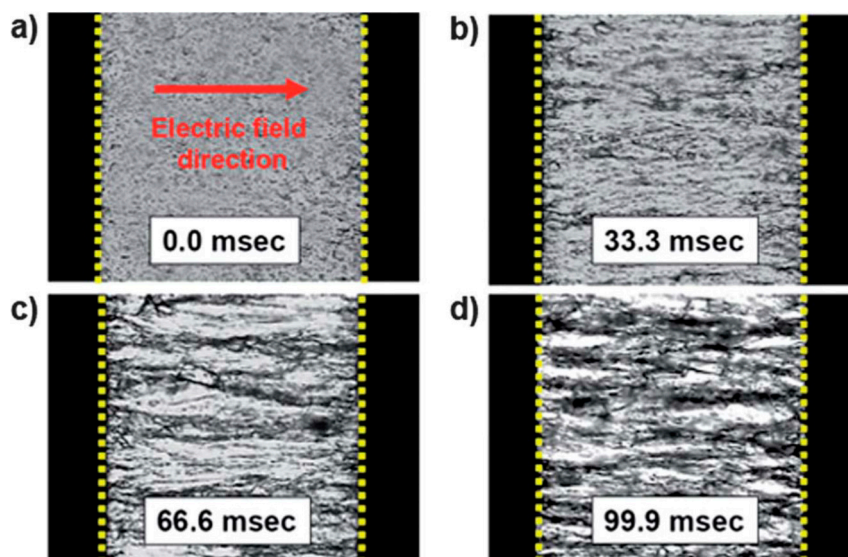 a)
Electric field
direction
0.0 msec
b)
33.3 msec
c)
66.6 msec
d)
99.9 msec